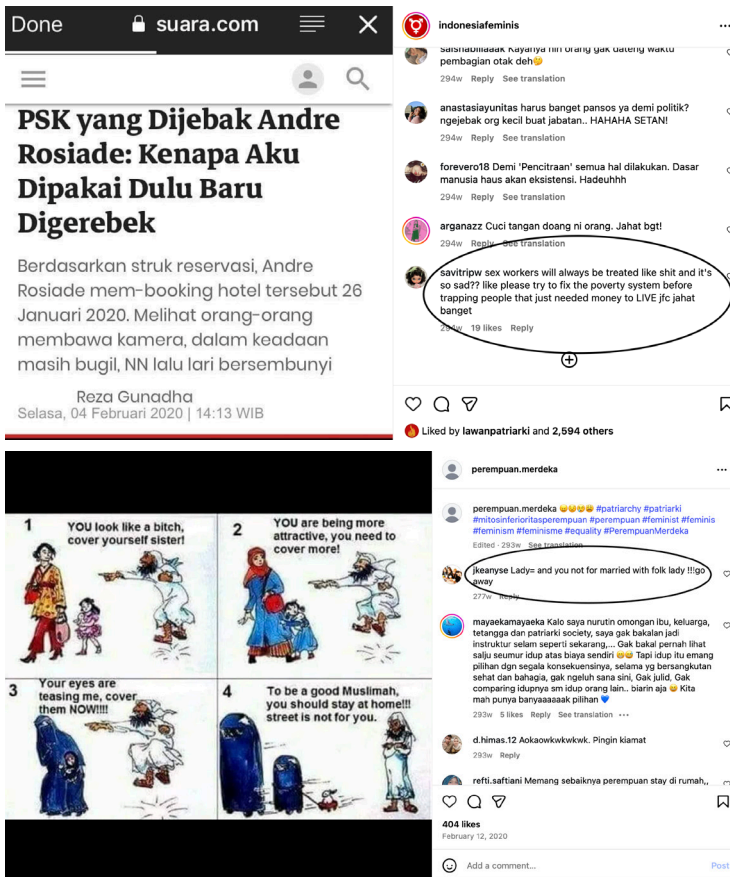 Done
suara.com
PSK yang Dijebak Andre
Rosiade: Kenapa Aku
Dipakai Dulu Baru
Digerebek
Berdasarkan struk reservasi, Andre
Rosiade mem-booking hotel tersebut 26
Januari 2020. Melihat orang-orang
membawa kamera, dalam keadaan
masih bugil, NN lalu lari bersembunyi
Reza Gunadha
Selasa, 04 Februari 2020 | 14:13 WIB
indonesiafeminis
Kayanya nih orang gak dateng waktu
pembagian otak deh
294w Reply See translation
anastasiayunitas harus banget pansos ya demi politik?
ngejebak org kecil buat jabatan.. HAHAHA SETAN!
294w Reply See translation
forevero18 Demi 'Pencitraan' semua hal dilakukan. Dasar
manusia haus akan eksistensi. Hadeuhhh
294w Reply See translation
arganazz Cuci tangan doang ni orang. Jahat bgt!
294w Reply See translation
savitripw sex workers will always be treated like shit and it's
so sad?? like please try to fix the poverty system before
trapping people that just needed money to LIVE jfc jahat
banget
294w 19 likes Reply
Liked by lawanpatriarki and 2,594 others
1
YOU look like a bitch,
cover yourself sister!
2
YOU are being more
attractive, you need to
cover more!
3
Your eyes are
teasing me, cover
them NOW!!!!
4
To be a good Muslimah,
you should stay at home!!!
street is not for you.
perempuan.merdeka
perempuan.merdeka 😄😄😄😄 #patriarchy #patriarki
#mitosinferioritasperempuan #perempuan #feminist #feminis
#feminism #feminisme #equality #PerempuanMerdeka
Edited · 293w See translation
jkeanyse Lady= and you not for married with folk lady !!!go
away
277w Reply
mayaekamayaeka Kalo saya nurutin omongan ibu, keluarga,
tetangga dan patriarki society, saya gak bakalan jadi
instruktur selam seperti sekarang,... Gak bakal pernah lihat
salju seumur idup atas biaya sendiri 😄😄 Tapi idup itu emang
pilihan dgn segala konsekuensinya, selama yg bersangkutan
sehat dan bahagia, gak ngeluh sana sini, Gak julid, Gak
comparing idupnya sm idup orang lain.. biarin aja 😄 Kita
mah punya banyaaaaaak pilihan 💙
293w 5 likes Reply See translation
d.himas.12 Aokaowkwkwkwk. Pingin kiamat
293w Reply
refti.saftiani Memang sebaiknya perempuan stay di rumah,,
404 likes
February 12, 2020
Add a comment...
Post